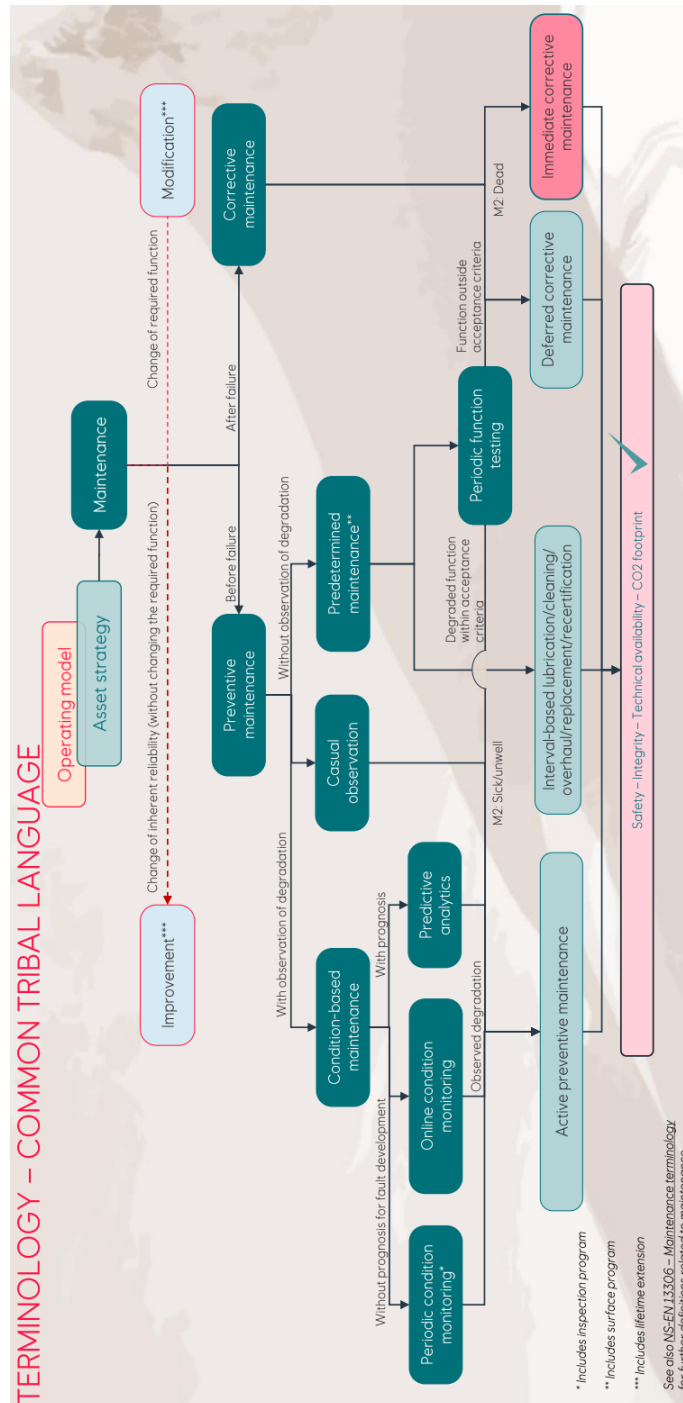 TERMINOLOGY – COMMON TRIBAL LANGUAGE
Operating model
Asset strategy
Maintenance
Improvement***
Change of inherent reliability (without changing the required function)
Change of required function
Modification***
Before failure
After failure
Preventive
maintenance
Corrective
maintenance
With observation of degradation
Without observation of degradation
Condition-based
maintenance
Casual
observation
Predetermined
maintenance**
Without prognosis for fault development
With prognosis
Periodic condition
monitoring*
Online condition
monitoring
Predictive
analytics
Degraded function
within acceptance
criteria
Periodic function
testing
Function outside
acceptance criteria
Observed degradation
M2: Sick/unwell
M2: Dead
Active preventive maintenance
Interval-based lubrication/cleaning/
overhaul/replacement/recertification
Deferred corrective
maintenance
Immediate corrective
maintenance
Safety – Integrity – Technical availability – CO2 footprint
* Includes inspection program
** Includes surface program
*** Includes lifetime extension
See also NS-EN 13306 – Maintenance terminology
for further definitions related to maintenance